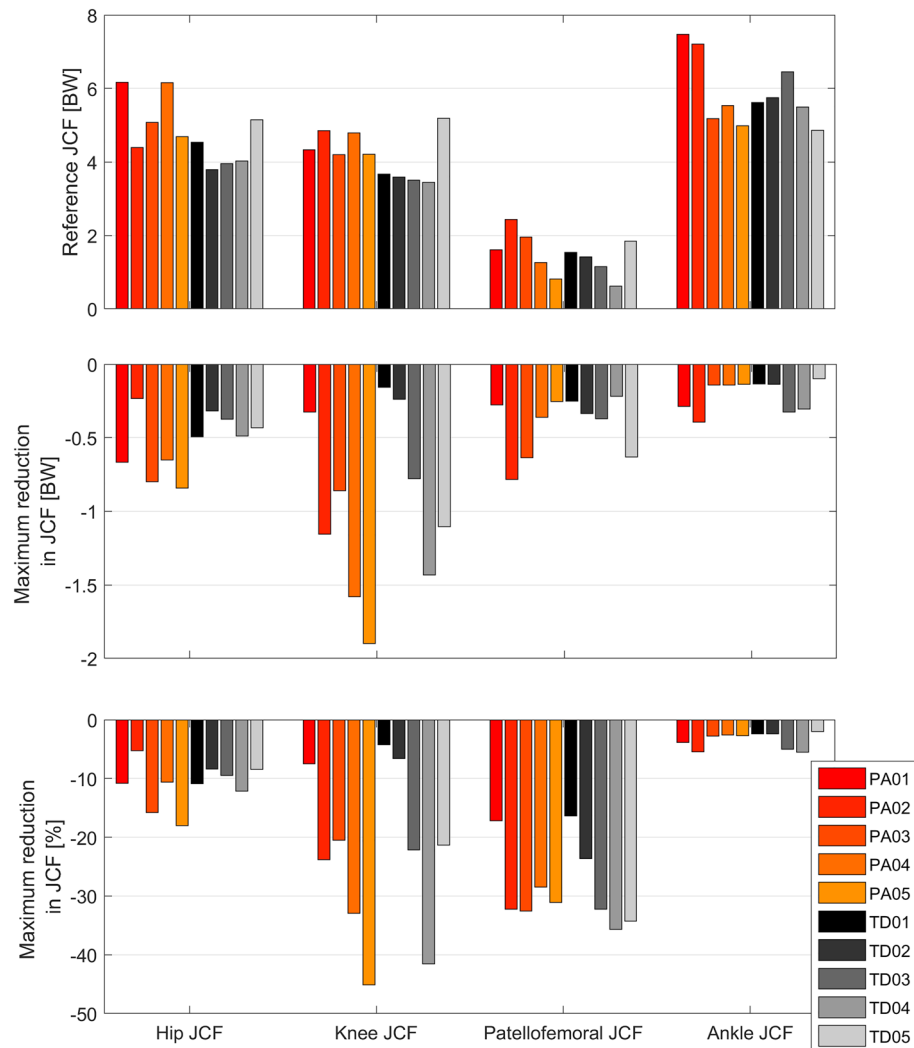 Reference JCF [BW]
8
6
4
2
0
Maximum reduction
in JCF [BW]
0
-0.5
-1
-1.5
-2
Maximum reduction
in JCF [%]
0
-10
-20
-30
-40
-50
Hip JCF
Knee JCF
Patellofemoral JCF
Ankle JCF
PA01
PA02
PA03
PA04
PA05
TD01
TD02
TD03
TD04
TD05